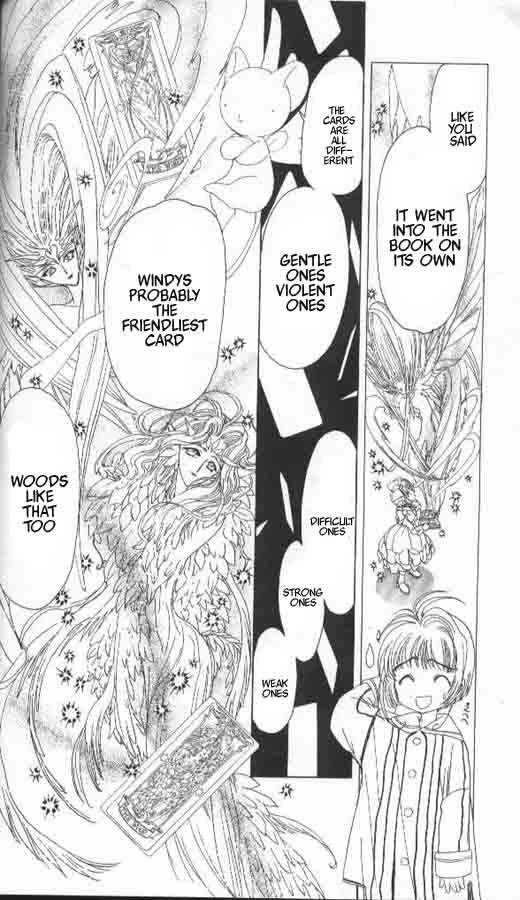 LIKE
YOU
SAID
IT WENT
INTO THE
BOOK ON
ITS OWN
THE
CARDS
ARE ALL
DIFF-
ERENT
GENTLE
ONES
VIOLENT
ONES
DIFFICULT
ONES
STRONG
ONES
WEAK
ONES
WINDYS
PROBABLY
THE
FRIENDLIEST
CARD
WOODS
LIKE
THAT
TOO